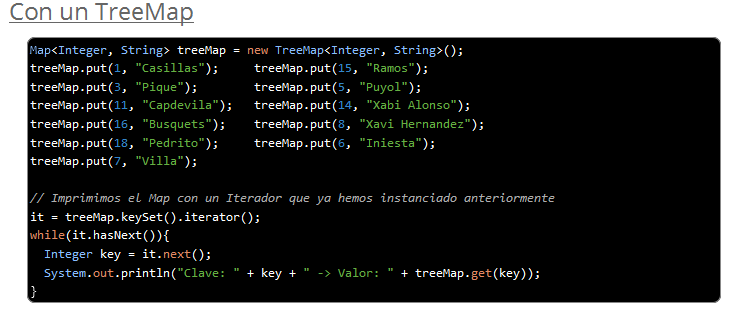 Con un TreeMap
Map<Integer, String> treeMap = new TreeMap<Integer, String>();
treeMap.put(1, "Casillas");     treeMap.put(15, "Ramos");
treeMap.put(3, "Pique");        treeMap.put(5, "Puyol");
treeMap.put(11, "Capdevila");   treeMap.put(14, "Xabi Alonso");
treeMap.put(16, "Busquets");    treeMap.put(8, "Xavi Hernandez");
treeMap.put(18, "Pedrito");     treeMap.put(6, "Iniesta");
treeMap.put(7, "Villa");
// Imprimimos el Map con un Iterador que ya hemos instanciado anteriormente
it = treeMap.keySet().iterator();
while(it.hasNext()){
  Integer key = it.next();
  System.out.println("Clave: " + key + " -> Valor: " + treeMap.get(key));
}